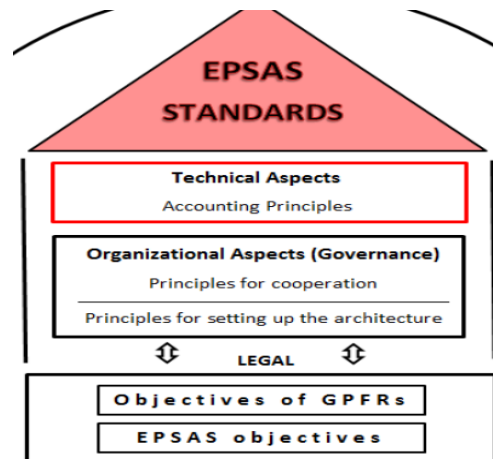 EPSAS
STANDARDS
Technical Aspects
Accounting Principles
Organizational Aspects (Governance)
Principles for cooperation
Principles for setting up the architecture
LEGAL
Objectives of GPFRs
EPSAS objectives